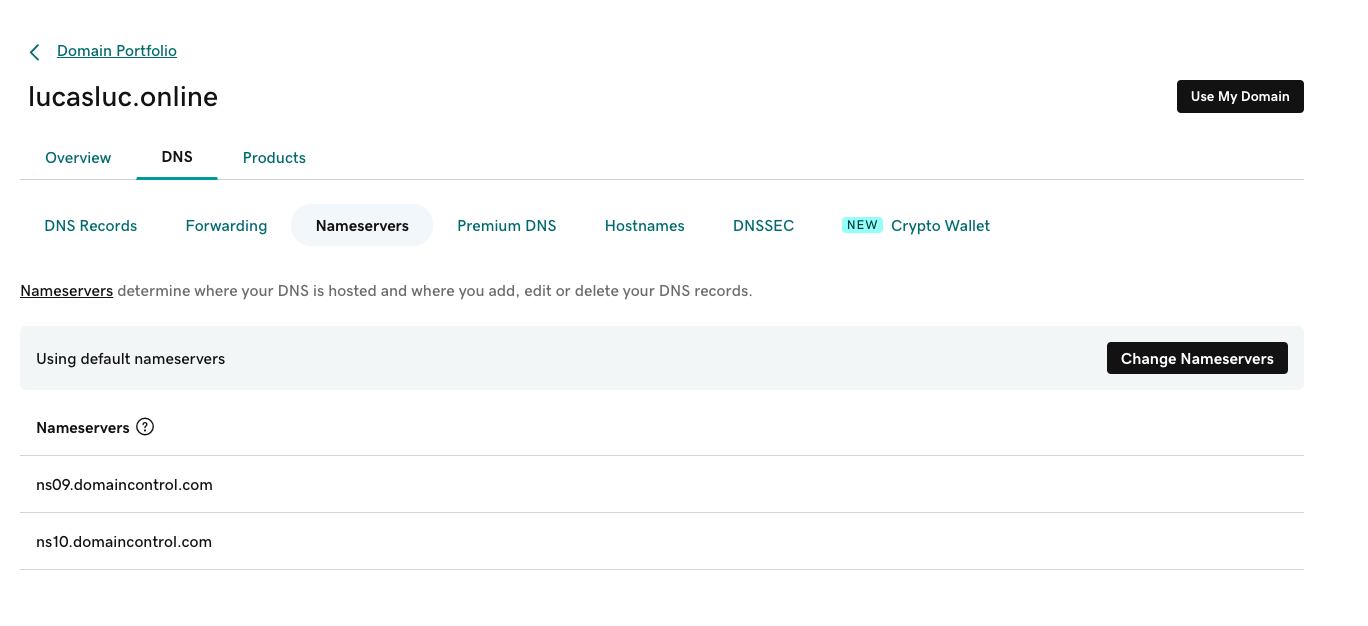 Domain Portfolio
lucasluc.online
Use My Domain
Overview DNS Products
DNS Records Forwarding Nameservers Premium DNS Hostnames DNSSEC NEW Crypto Wallet
Nameservers determine where your DNS is hosted and where you add, edit or delete your DNS records.
Using default nameservers Change Nameservers
Nameservers ?
ns09.domaincontrol.com
ns10.domaincontrol.com